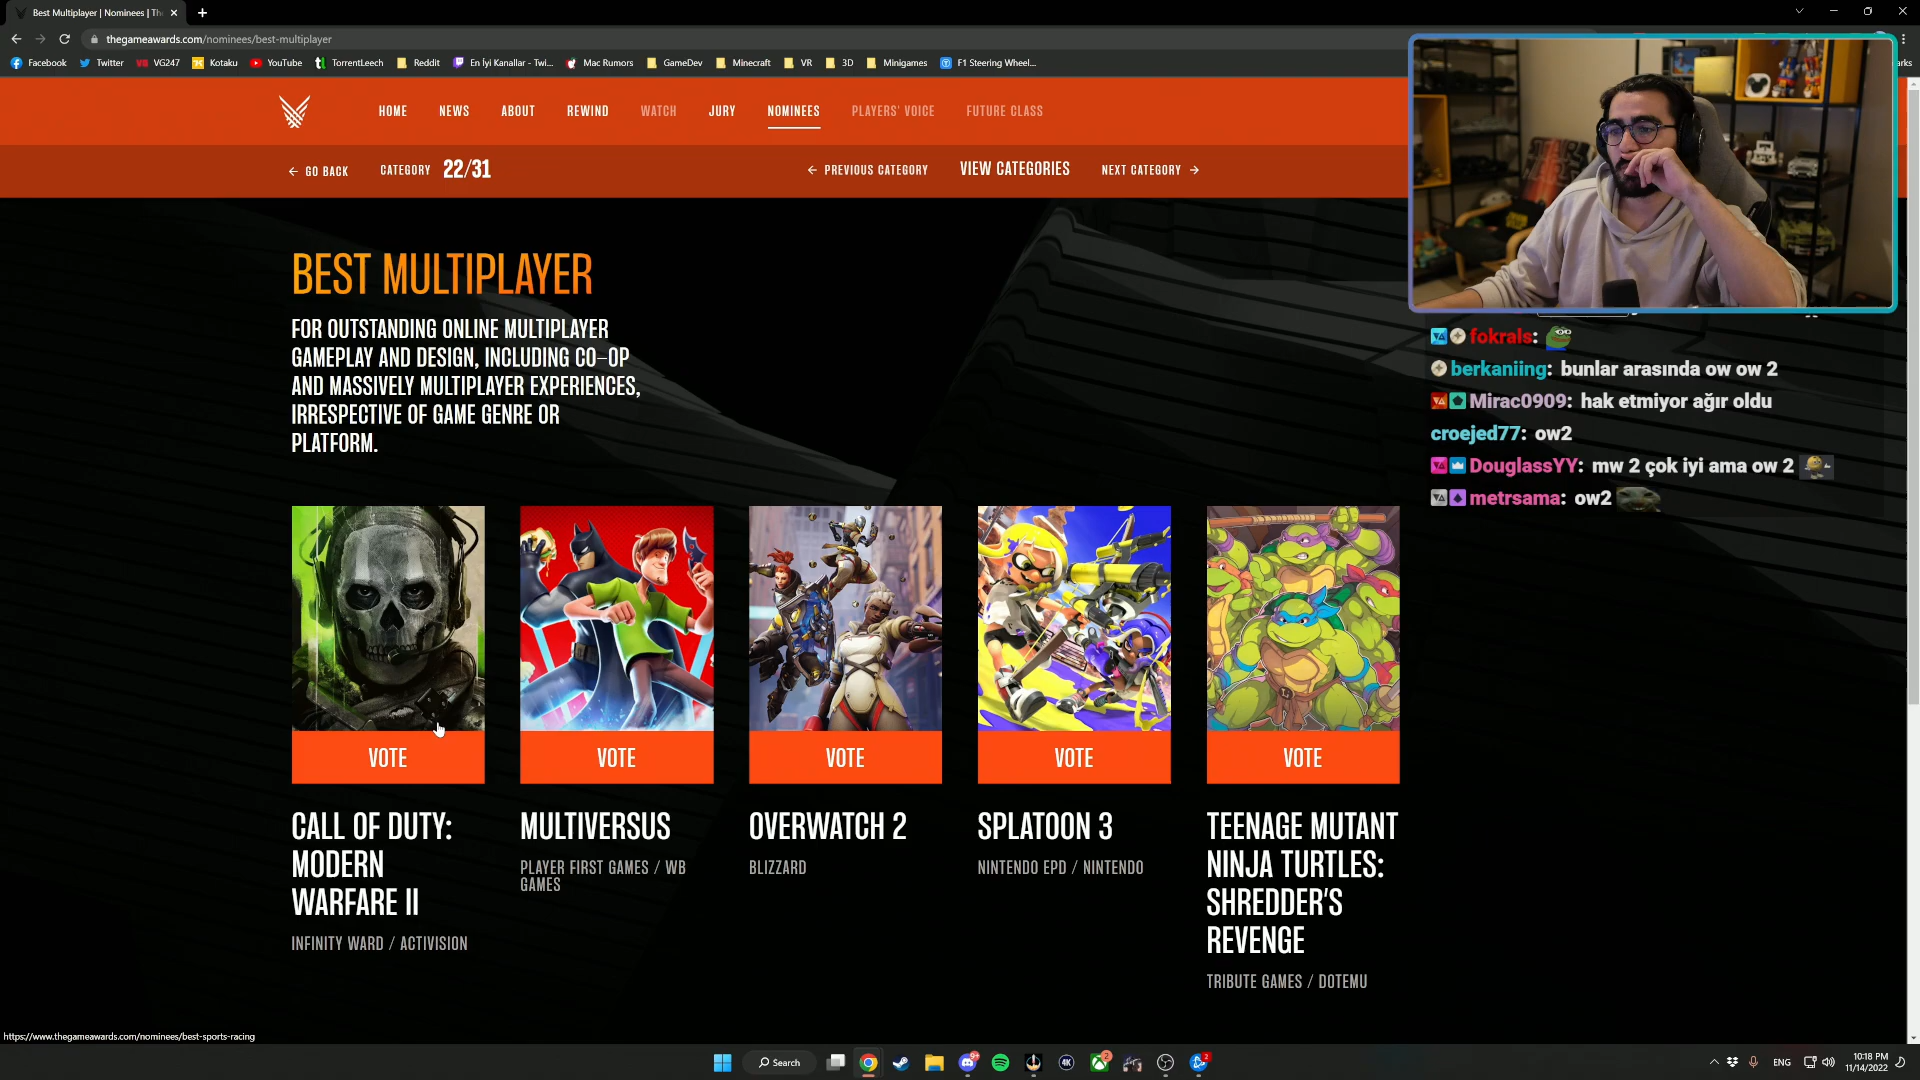 Best Multiplayer | Nominees | Th
thegameawards.com/nominees/best-multiplayer
Facebook
Twitter
VG247
Kotaku
YouTube
TorrentLeech
Reddit
En İyi Kanallar - Twi...
Mac Rumors
GameDev
Minecraft
VR
3D
Minigames
F1 Steering Wheel...
HOME
NEWS
ABOUT
REWIND
WATCH
JURY
NOMINEES
PLAYERS' VOICE
FUTURE CLASS
← GO BACK
CATEGORY 22/31
← PREVIOUS CATEGORY
VIEW CATEGORIES
NEXT CATEGORY →
BEST MULTIPLAYER
FOR OUTSTANDING ONLINE MULTIPLAYER
GAMEPLAY AND DESIGN, INCLUDING CO-OP
AND MASSIVELY MULTIPLAYER EXPERIENCES,
IRRESPECTIVE OF GAME GENRE OR
PLATFORM.
fokrals:
berkaniing: bunlar arasında ow ow 2
Mirac0909: hak etmiyor ağır oldu
croejed77: ow2
DouglassYY: mw 2 çok iyi ama ow 2
metrsama: ow2
VOTE
VOTE
VOTE
VOTE
VOTE
CALL OF DUTY:
MODERN
WARFARE II
INFINITY WARD / ACTIVISION
MULTIVERSUS
PLAYER FIRST GAMES / WB
GAMES
OVERWATCH 2
BLIZZARD
SPLATOON 3
NINTENDO EPD / NINTENDO
TEENAGE MUTANT
NINJA TURTLES:
SHREDDER'S
REVENGE
TRIBUTE GAMES / DOTEMU
https://www.thegameawards.com/nominees/best-sports-racing
Search
4K
ENG
10:18 PM
11/14/2022